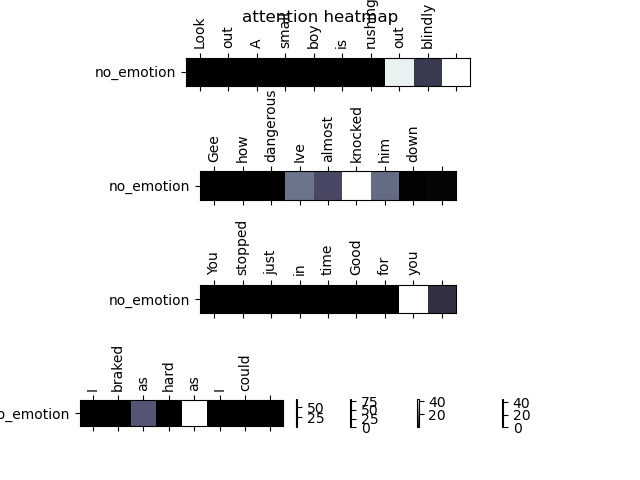 attention heatmap
Look out A small boy is rushing out blindly
no_emotion
Gee how dangerous Ive almost knocked him down
no_emotion
You stopped just in time Good for you
no_emotion
I braked as hard as I could
o_emotion
50 25
75 50 25 0
40 20
40 20 0